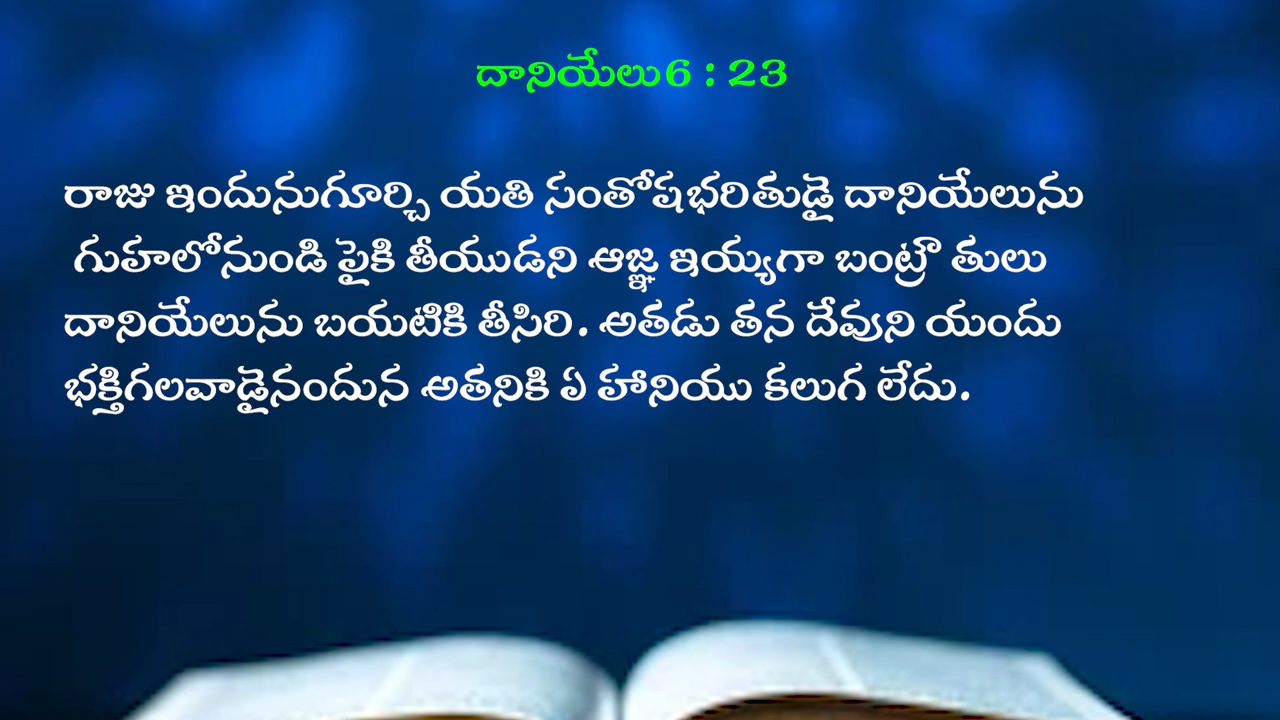 దానియేలు6 : 23
రాజు ఇందునుగూర్చి యతి సంతోషభరితుడై దానియేలును
గుహలోనుండి పైకి తీయుడని ఆజ్ఞ ఇయ్యగా బంట్రౌ తులు
దానియేలును బయటికి తీసిరి. అతడు తన దేవుని యందు
భక్తిగలవాడైనందున అతనికి ఏ హానియు కలుగ లేదు.